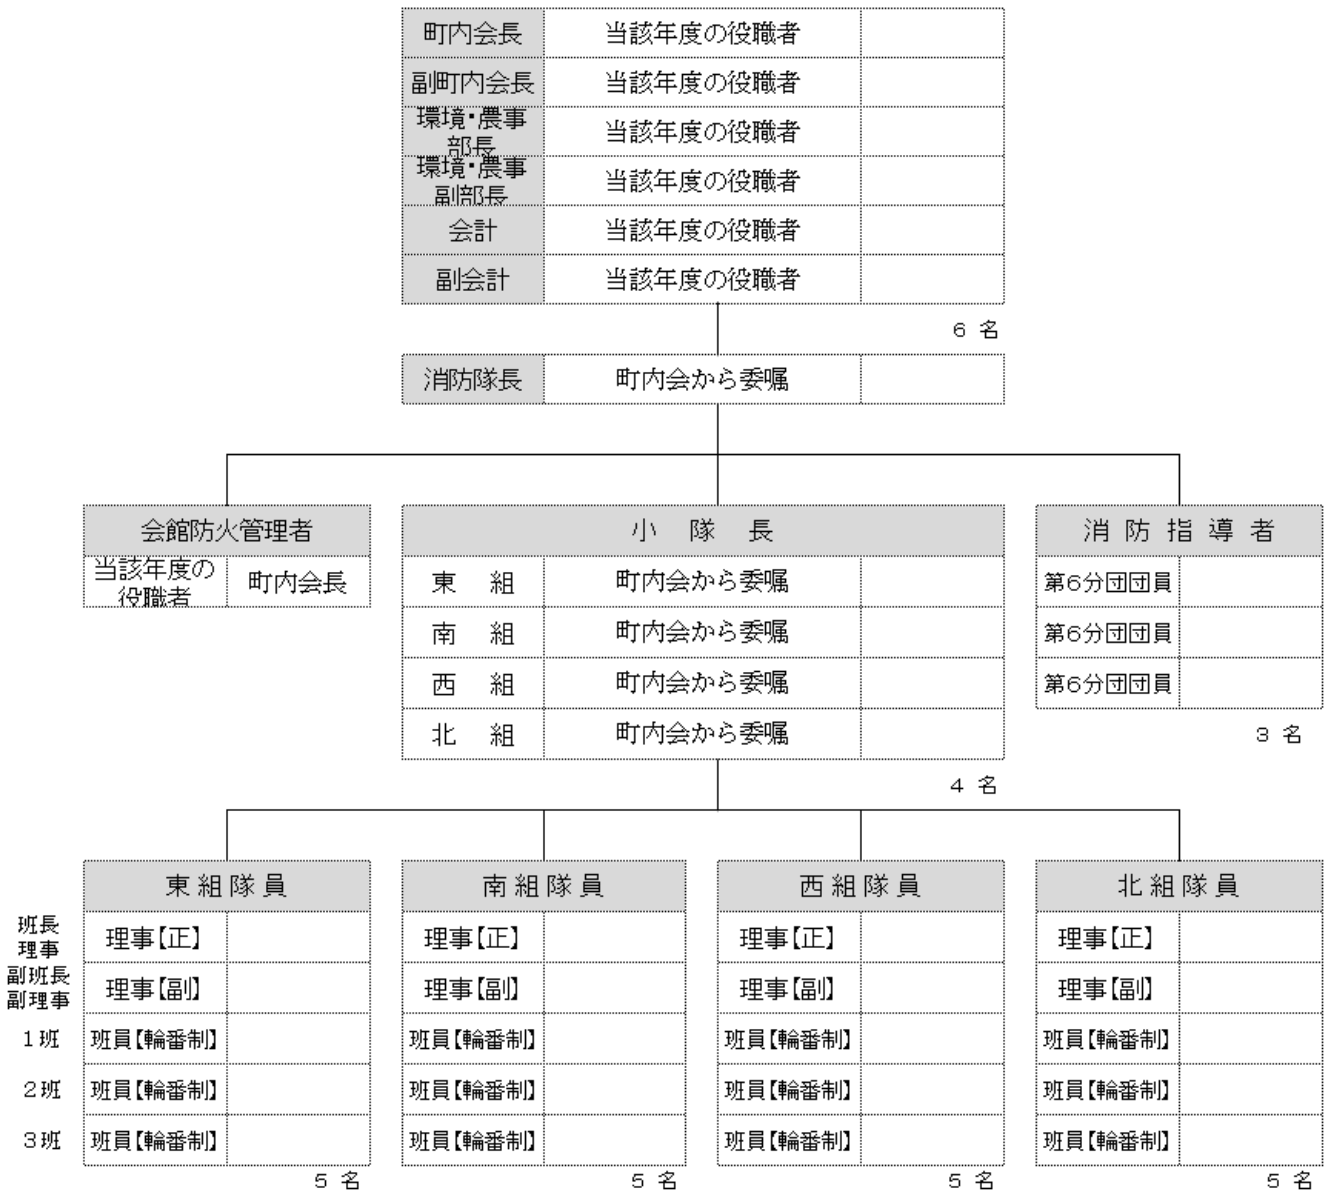 町内会長 当該年度の役職者
副町内会長 当該年度の役職者
環境・農事
部長 当該年度の役職者
環境・農事
副部長 当該年度の役職者
会計 当該年度の役職者
副会計 当該年度の役職者
6 名
消防隊長 町内会から委嘱
会館防火管理者
当該年度の
役職者 町内会長
小 隊 長
東 組 町内会から委嘱
南 組 町内会から委嘱
西 組 町内会から委嘱
北 組 町内会から委嘱
4 名
消 防 指 導 者
第6分団団員
第6分団団員
第6分団団員
3 名
東組隊員 南組隊員 西組隊員 北組隊員
班長
理事 理事【正】 理事【正】 理事【正】 理事【正】
副班長
副理事 理事【副】 理事【副】 理事【副】 理事【副】
1班 班員【輪番制】 班員【輪番制】 班員【輪番制】 班員【輪番制】
2班 班員【輪番制】 班員【輪番制】 班員【輪番制】 班員【輪番制】
3班 班員【輪番制】 班員【輪番制】 班員【輪番制】 班員【輪番制】
5 名 5 名 5 名 5 名